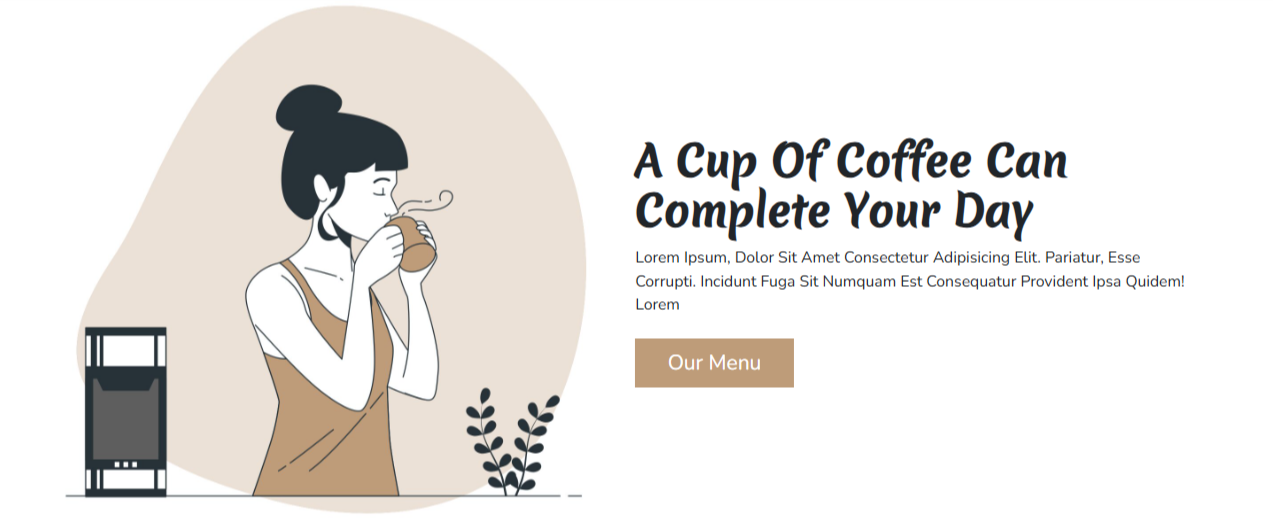 A Cup Of Coffee Can
Complete Your Day
Lorem Ipsum, Dolor Sit Amet Consectetur Adipisicing Elit. Pariatur, Esse
Corrupti. Incidunt Fuga Sit Numquam Est Consequatur Provident Ipsa Quidem!
Lorem
Our Menu